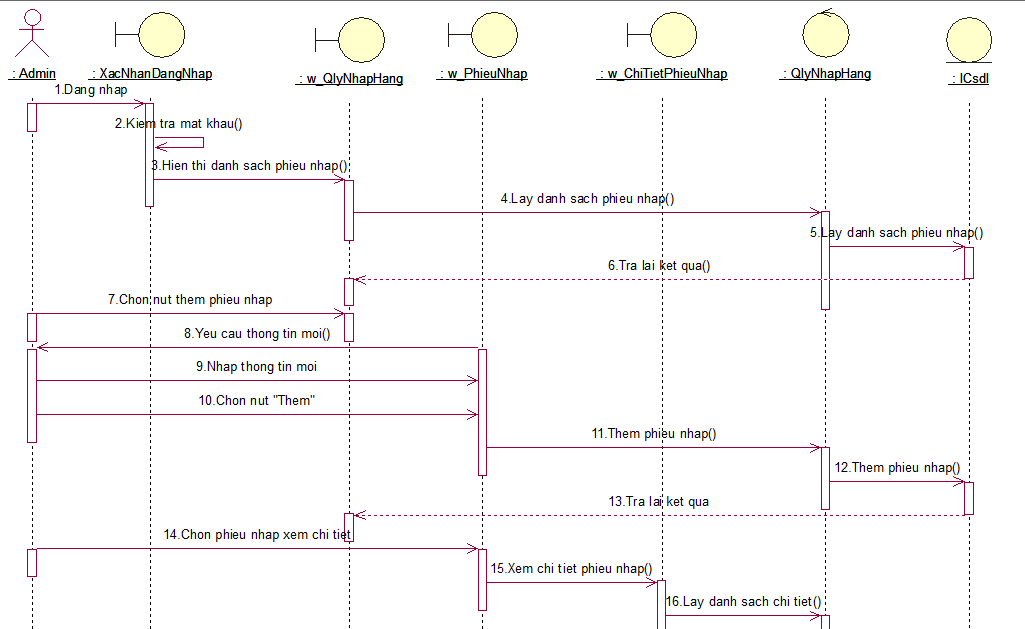 : Admin
: XacNhanDangNhap
: w_QlyNhapHang
: w_PhieuNhap
: w_ChiTietPhieuNhap
: QlyNhapHang
: ICsdl
1.Dang nhap
2.Kiem tra mat khau()
3.Hien thi danh sach phieu nhap()
4.Lay danh sach phieu nhap()
5.Lay danh sach phieu nhap()
6.Tra lai ket qua()
7.Chon nut them phieu nhap
8.Yeu cau thong tin moi()
9.Nhap thong tin moi
10.Chon nut "Them"
11.Them phieu nhap()
12.Them phieu nhap()
13.Tra lai ket qua
14.Chon phieu nhap xem chi tiet
15.Xem chi tiet phieu nhap()
16.Lay danh sach chi tiet()